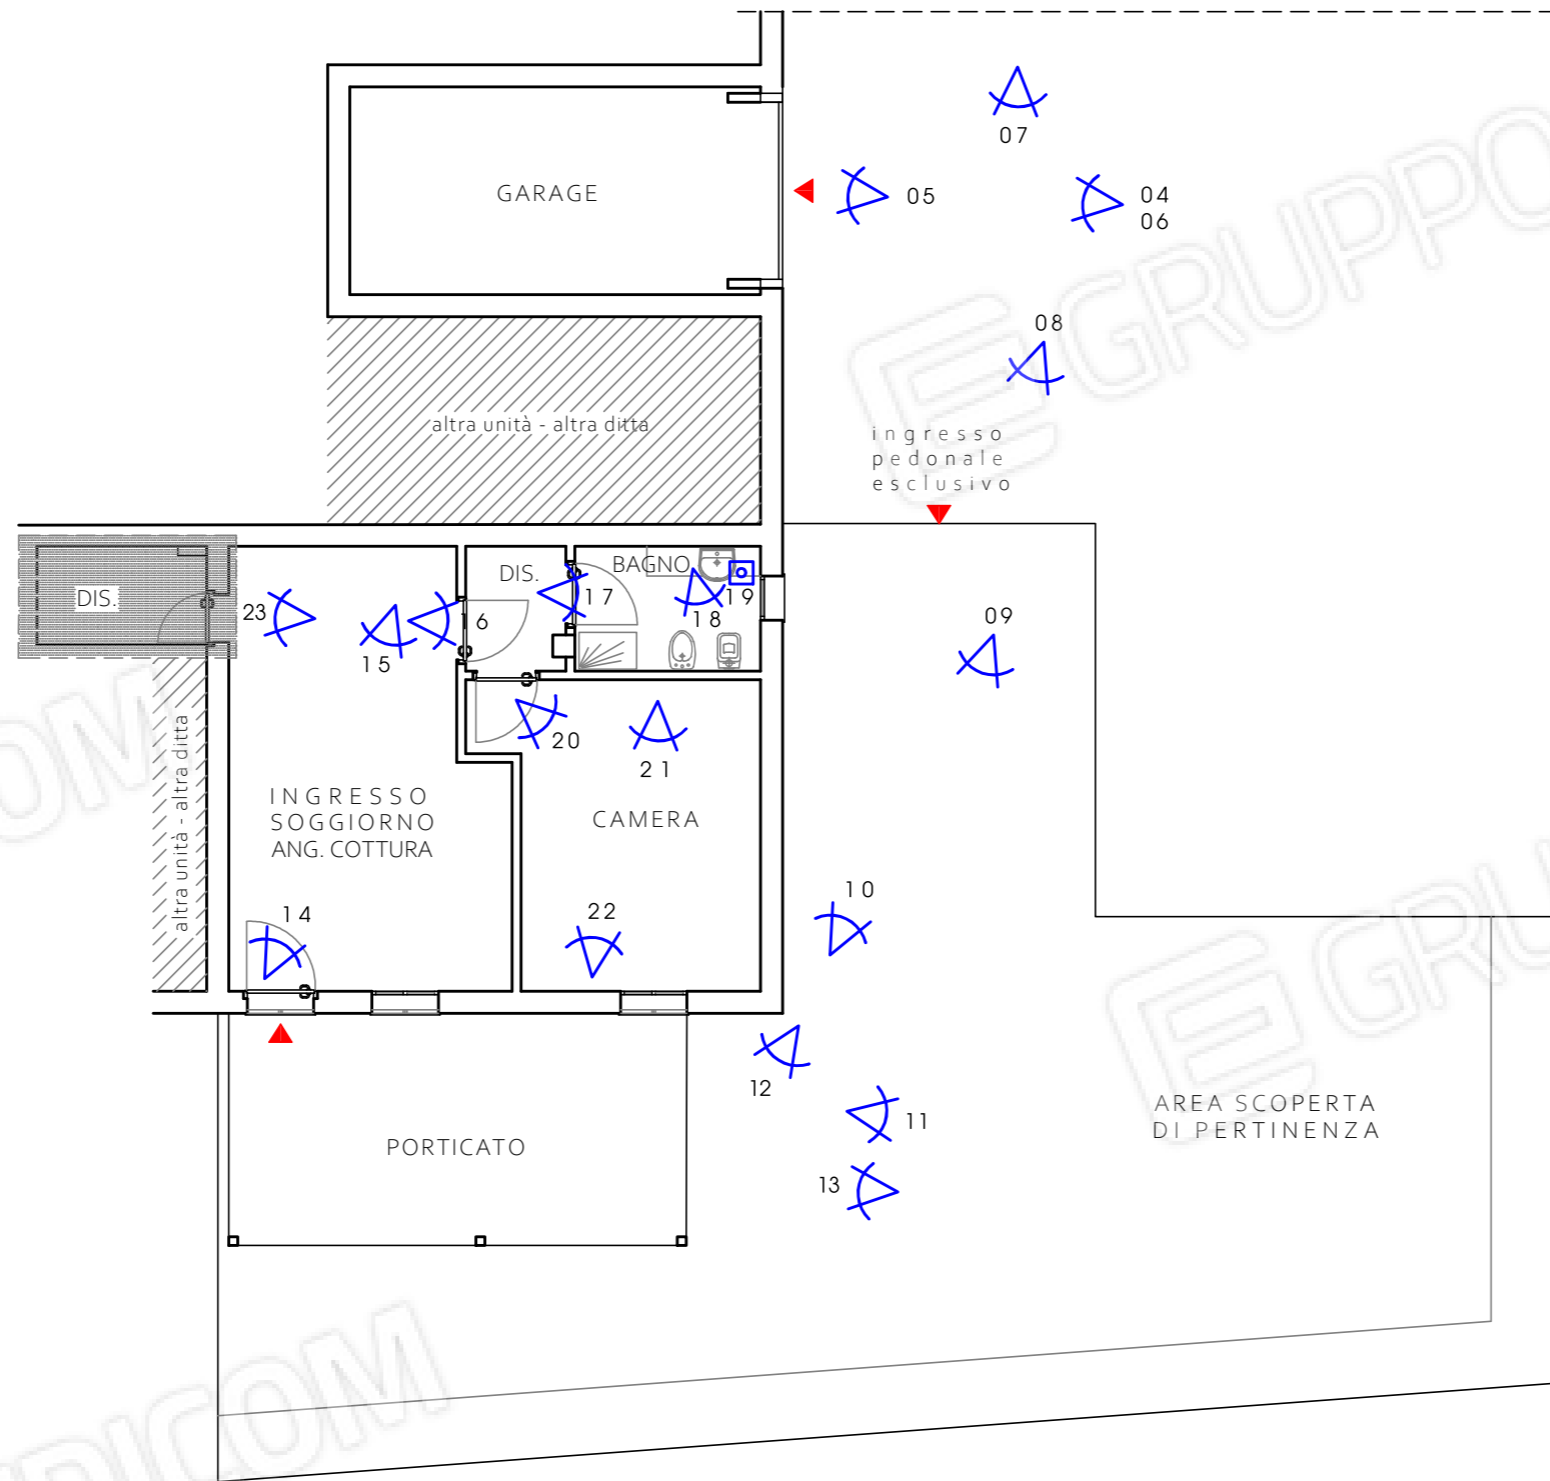 07
GARAGE
05
04
06
GRUPPO
08
altra unità - altra ditta
ingresso
pedonale
esclusivo
DIS.
BAGNO
DIS.
17
19
23
6
18
09
15
20
21
altra unità - altra ditta
INGRESSO
SOGGIORNO
ANG. COTTURA
CAMERA
10
14
22
12
11
AREA SCOPERTA
DI PERTINENZA
PORTICATO
13